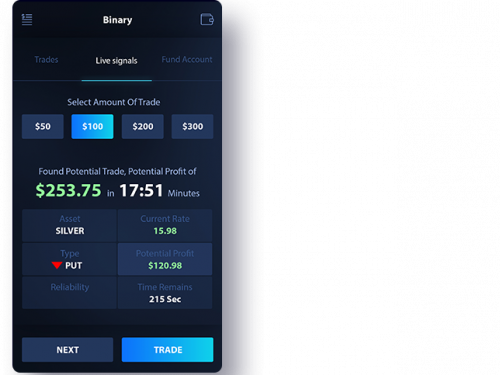 Binary
Trades Live signals Fund Account
Select Amount Of Trade
$50 $100 $200 $300
Found Potential Trade, Potential Profit of
$253.75 in 17:51 Minutes
Asset Current Rate
SILVER 15.98
Type Potential Profit
PUT $120.98
Reliability Time Remains
215 Sec
NEXT TRADE